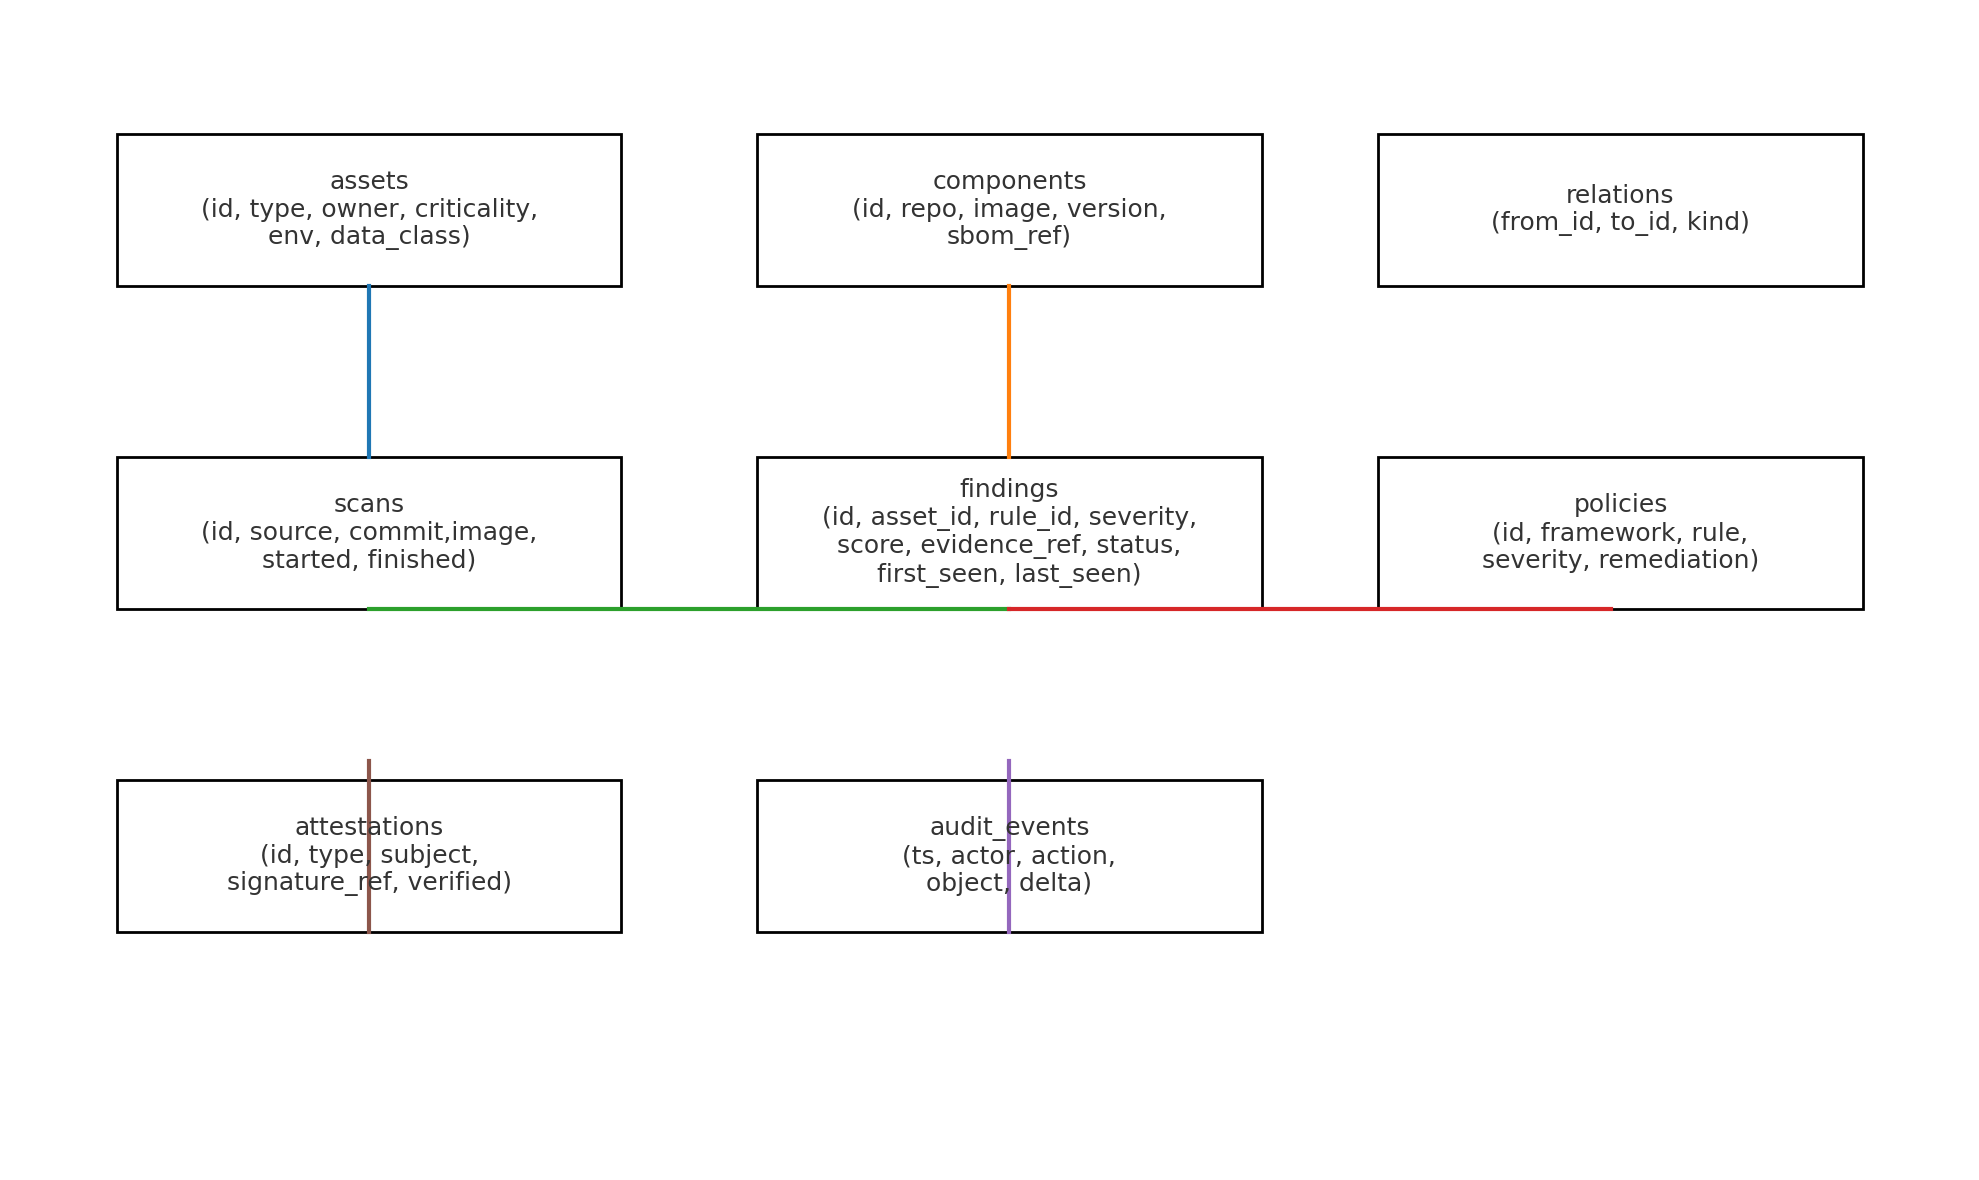 assets
(id, type, owner, criticality,
env, data_class)
components
(id, repo, image, version,
sbom_ref)
relations
(from_id, to_id, kind)
scans
(id, source, commit,image,
started, finished)
findings
(id, asset_id, rule_id, severity,
score, evidence_ref, status,
first_seen, last_seen)
policies
(id, framework, rule,
severity, remediation)
attestations
(id, type, subject,
signature_ref, verified)
audit_events
(ts, actor, action,
object, delta)